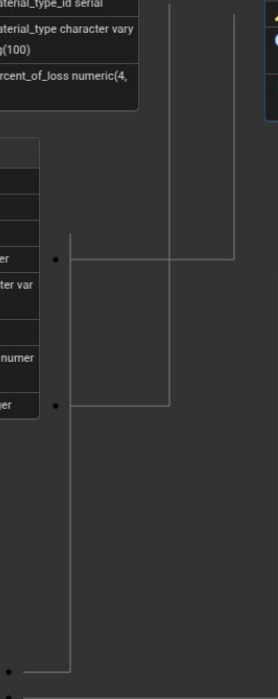 aterial_type_id serial
aterial_type character vary
g(100)
rcent_of_loss numeric(4,
er
ter var
numer
ger